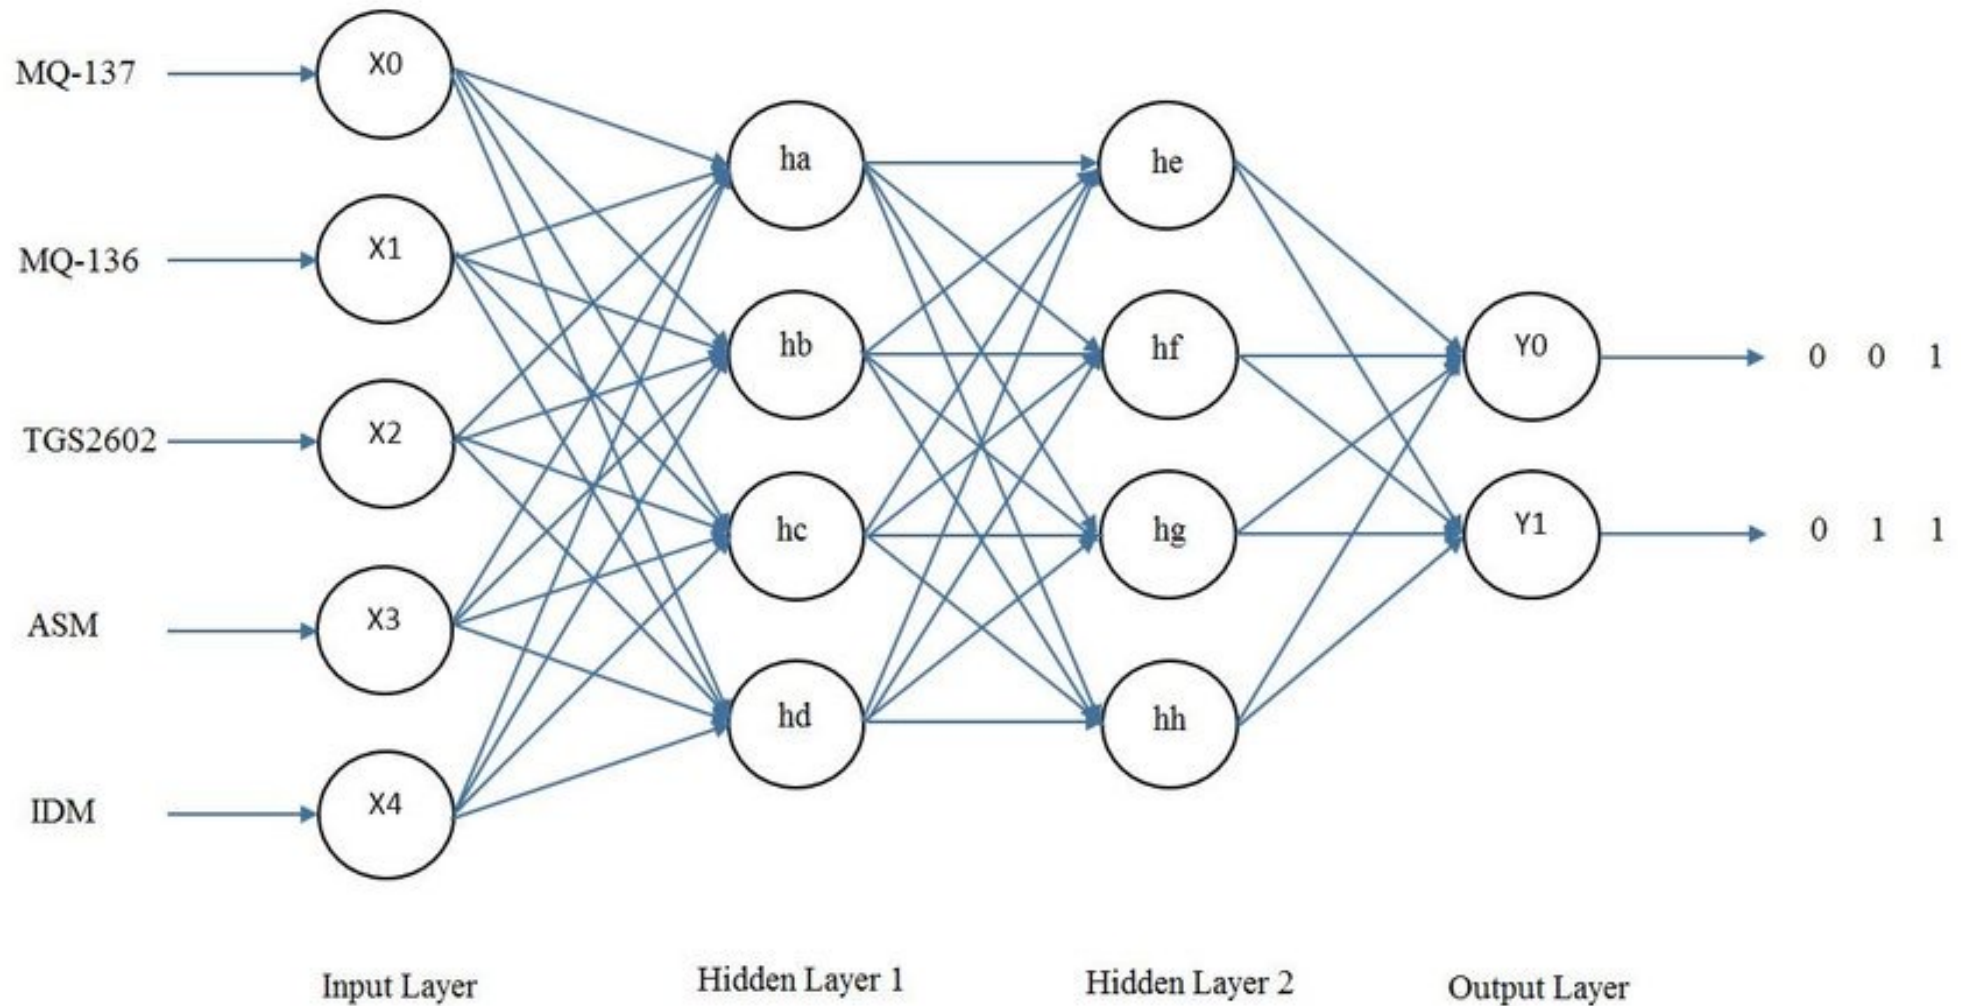 MQ-137
X0
MQ-136
X1
TGS2602
X2
ASM
X3
IDM
X4
ha
hb
hc
hd
he
hf
hg
hh
Y0
0 0 1
Y1
0 1 1
Input Layer
Hidden Layer 1
Hidden Layer 2
Output Layer